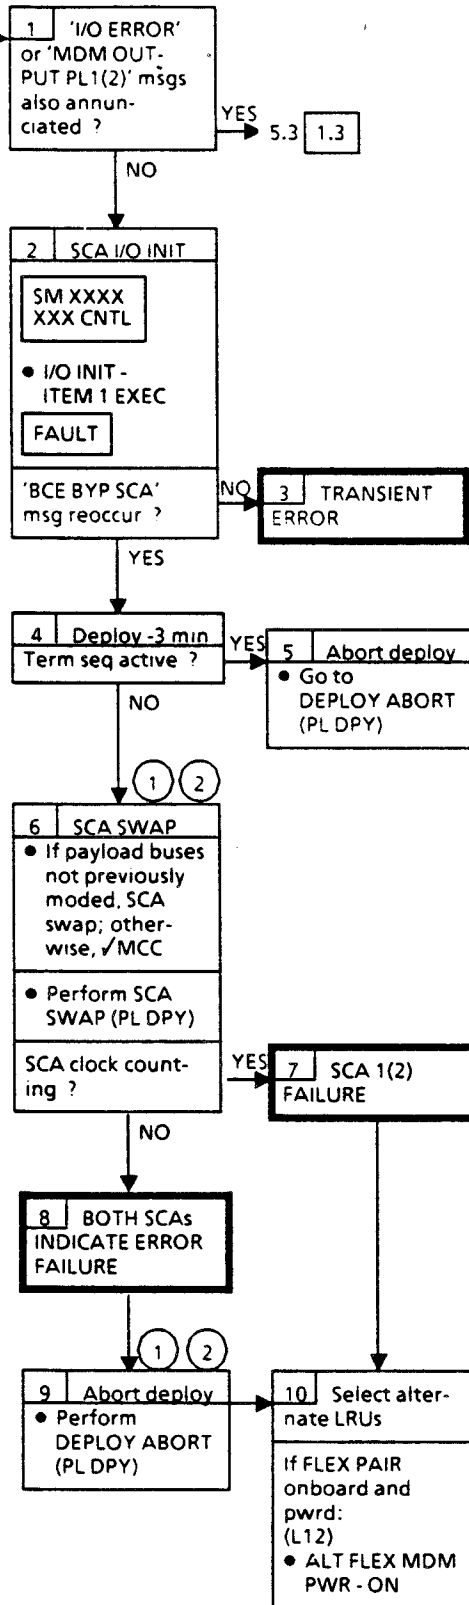 1 'I/O ERROR'
or 'MDM OUT-
PUT PL1(2)' msgs
also annun-
ciated ?
YES
5.3 1.3
NO
2 SCA I/O INIT
SM XXXX
XXX CNTL
• I/O INIT -
ITEM 1 EXEC
FAULT
'BCE BYP SCA'
msg reoccur ?
NO
3 TRANSIENT
ERROR
YES
4 Deploy -3 min
Term seq active ?
YES
5 Abort deploy
• Go to
DEPLOY ABORT
(PL DPY)
NO
1 2
6 SCA SWAP
• If payload buses
not previously
moded, SCA
swap; other-
wise, ✓MCC
• Perform SCA
SWAP (PL DPY)
SCA clock count-
ing ?
YES
7 SCA 1(2)
FAILURE
NO
8 BOTH SCAs
INDICATE ERROR
FAILURE
1 2
9 Abort deploy
• Perform
DEPLOY ABORT
(PL DPY)
10 Select alter-
nate LRUs
If FLEX PAIR
onboard and
pwrd:
(L12)
• ALT FLEX MDM
PWR - ON